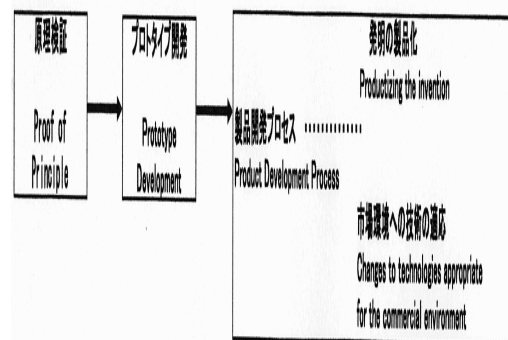 原理検証
Proof of
Principle
プロトタイプ開発
Prototype
Development
発明の製品化
Productizing the invention
製品開発プロセス ・・・・・・・・・・・・・
Product Development Process
市場環境への技術の適応
Changes to technologies appropriate
for the commercial environment